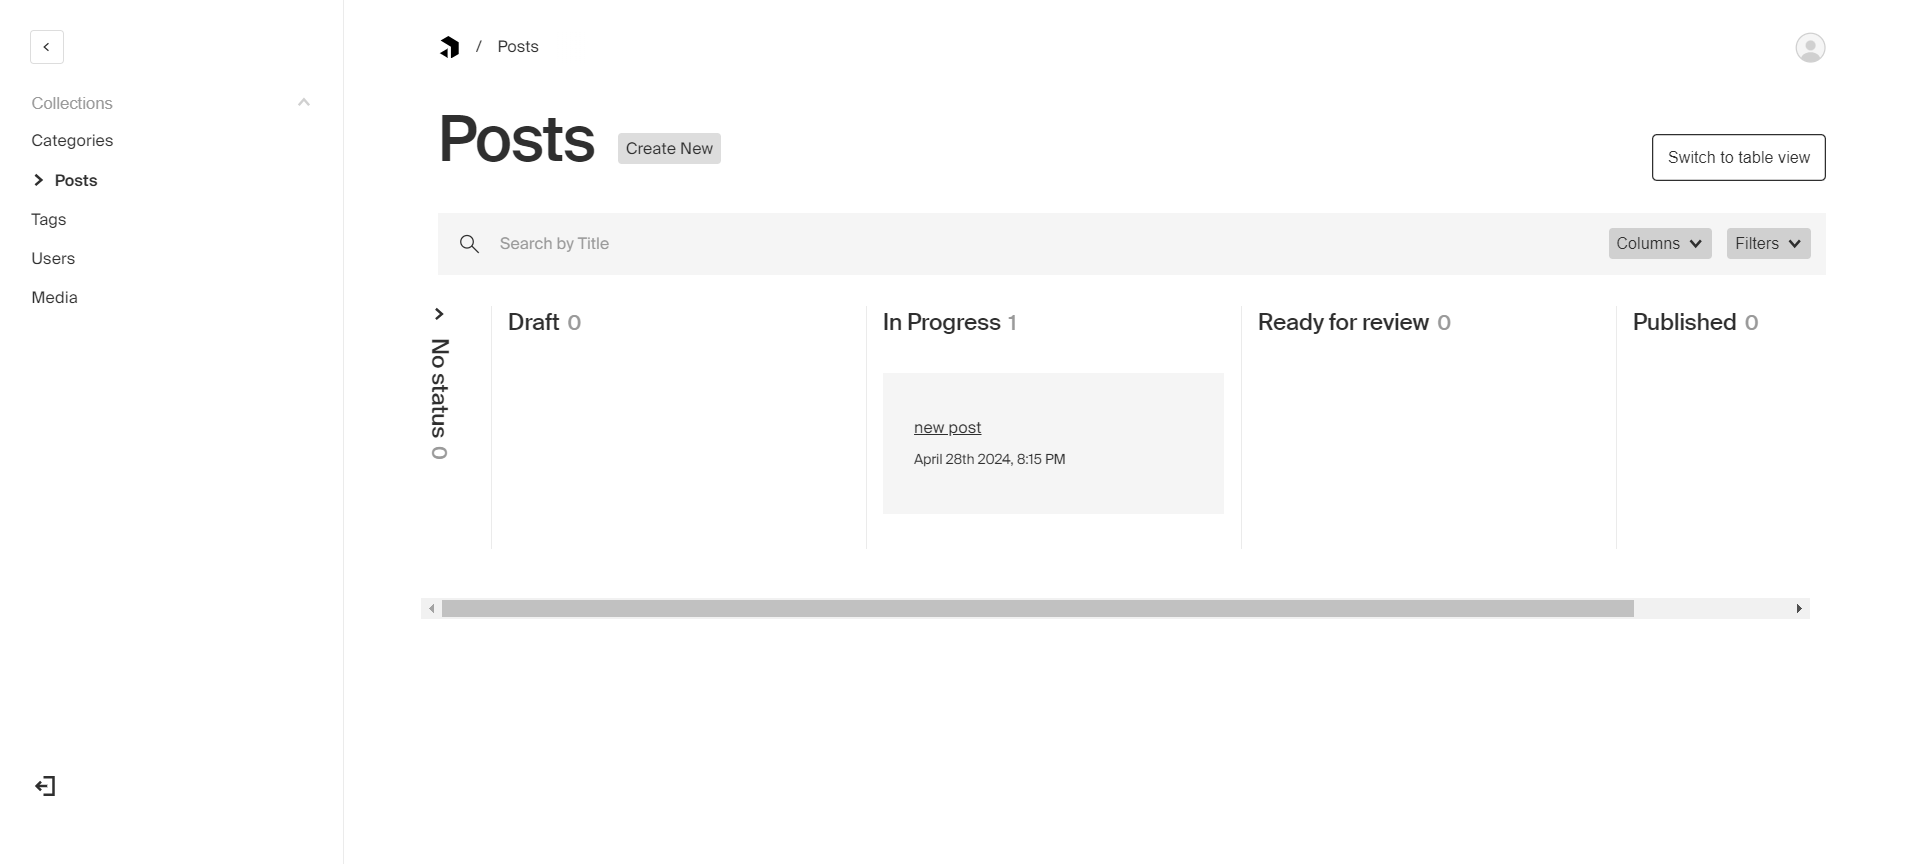 Collections
Categories
Posts
Tags
Users
Media
/ Posts
Posts
Create New
Switch to table view
Search by Title
Columns
Filters
No status 0
Draft 0
In Progress 1
new post
April 28th 2024, 8:15 PM
Ready for review 0
Published 0